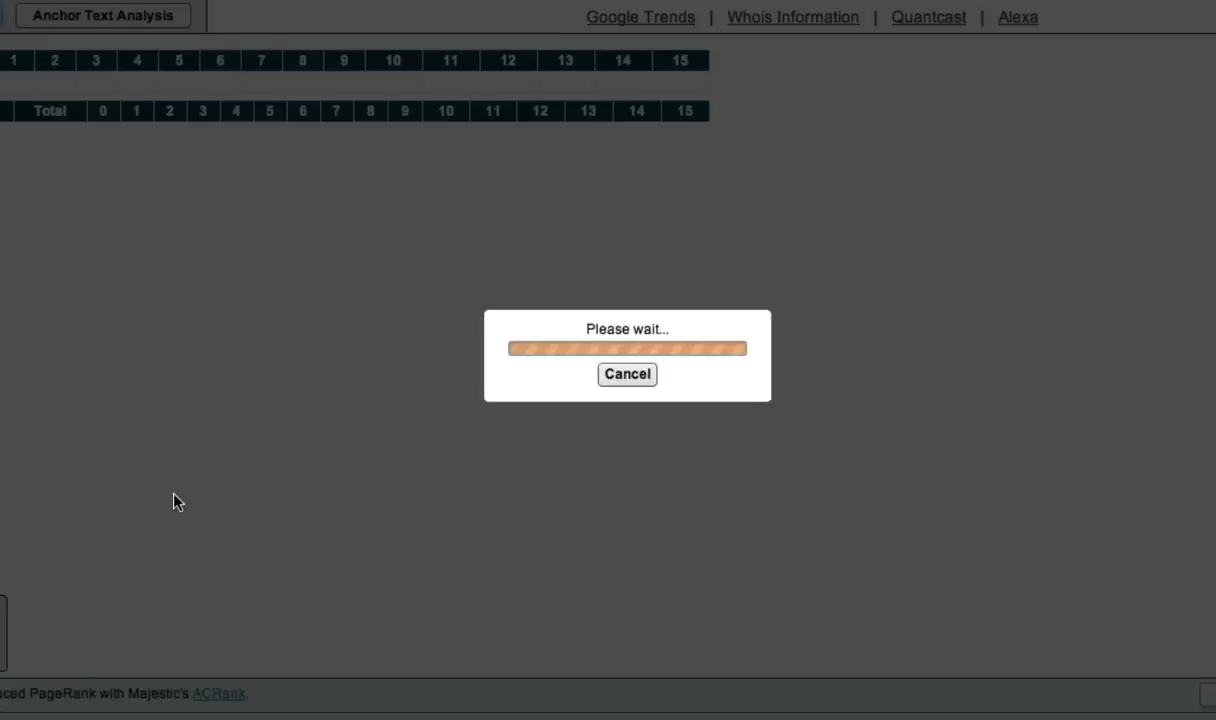 Anchor Text Analysis Google Trends | Whois Information | Quantcast | Alexa
1 2 3 4 5 6 7 8 9 10 11 12 13 14 15
Total 0 1 2 3 4 5 6 7 8 9 10 11 12 13 14 15
Please wait...
Cancel
PageRank with Majestic's ACRank.